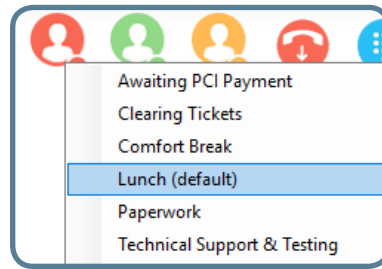 Awaiting PCI Payment
Clearing Tickets
Comfort Break
Lunch (default)
Paperwork
Technical Support & Testing